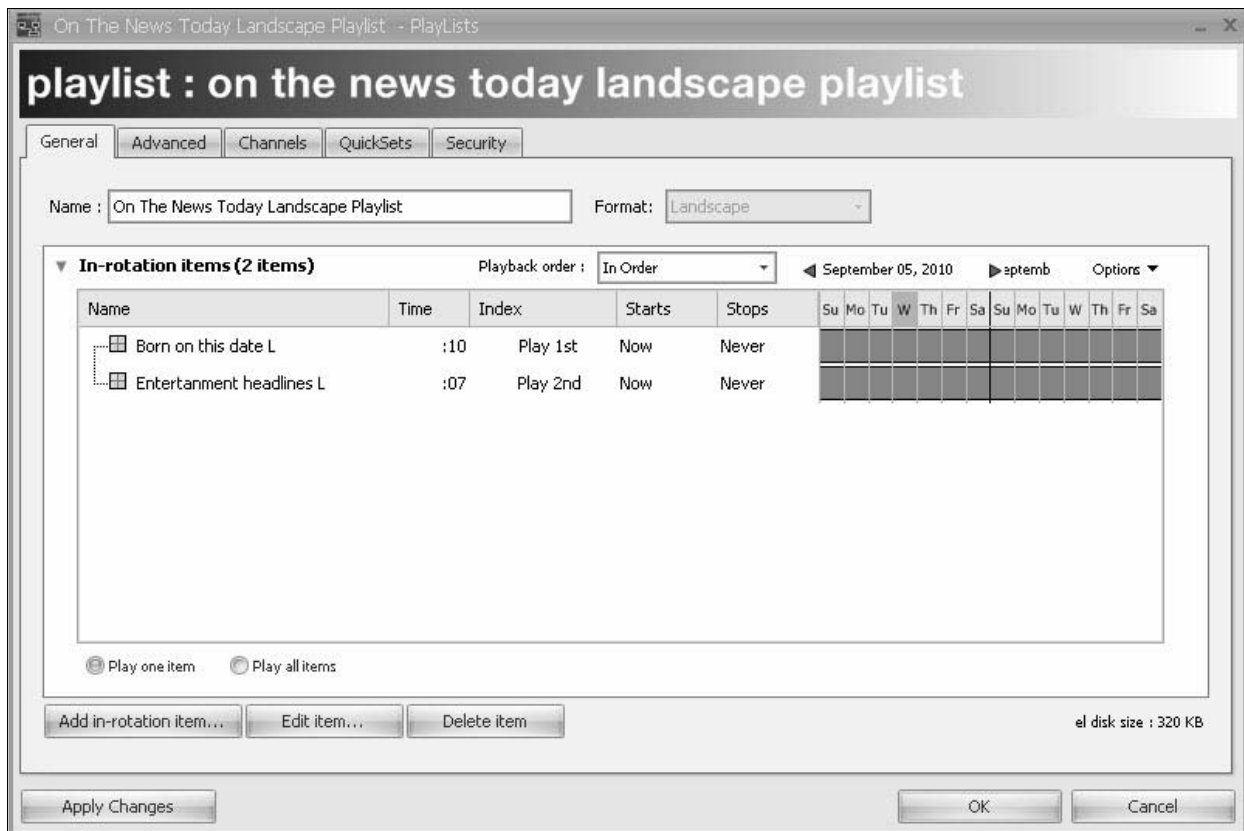 On The News Today Landscape Playlist - PlayLists
playlist : on the news today landscape playlist
General Advanced Channels QuickSets Security
Name : On The News Today Landscape Playlist Format: Landscape
In-rotation items (2 items) Playback order : In Order September 05, 2010 eptemb Options
Name Time Index Starts Stops Su Mo Tu W Th Fr Sa Su Mo Tu W Th Fr Sa
Born on this date L :10 Play 1st Now Never
Entertanment headlines L :07 Play 2nd Now Never
Play one item Play all items
Add in-rotation item... Edit item... Delete item el disk size : 320 KB
Apply Changes OK Cancel